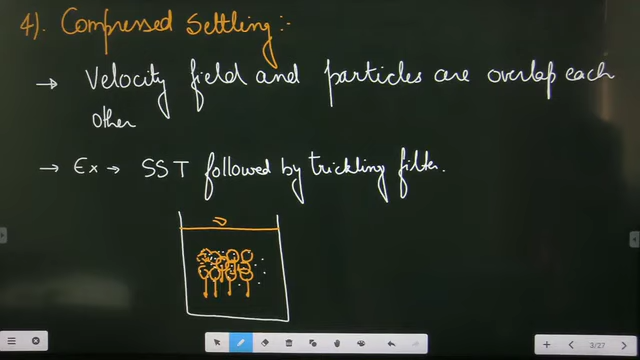 4). Compressed Settling:-
→ Velocity field and particles are overlap each
other
→ Ex → SST followed by trickling filter.
3/27